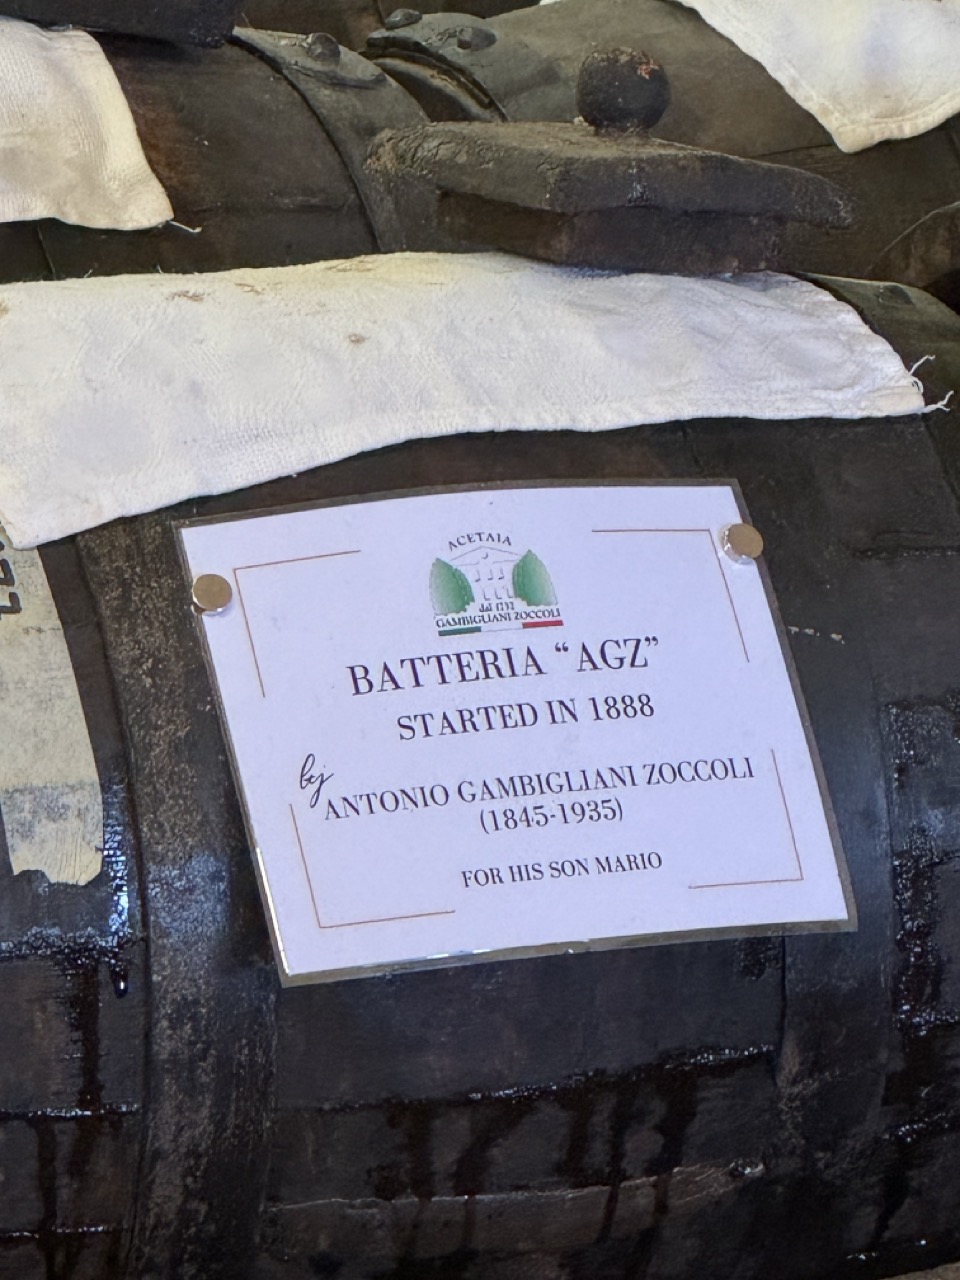 ACETAIA
dal 1732
GAMBIGLIANI ZOCCOLI
BATTERIA “AGZ”
STARTED IN 1888
by
ANTONIO GAMBIGLIANI ZOCCOLI
(1845-1935)
FOR HIS SON MARIO